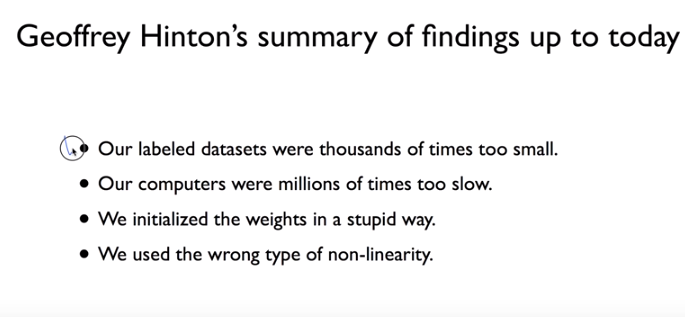 Geoffrey Hinton's summary of findings up to today
Our labeled datasets were thousands of times too small.
Our computers were millions of times too slow.
We initialized the weights in a stupid way.
We used the wrong type of non-linearity.